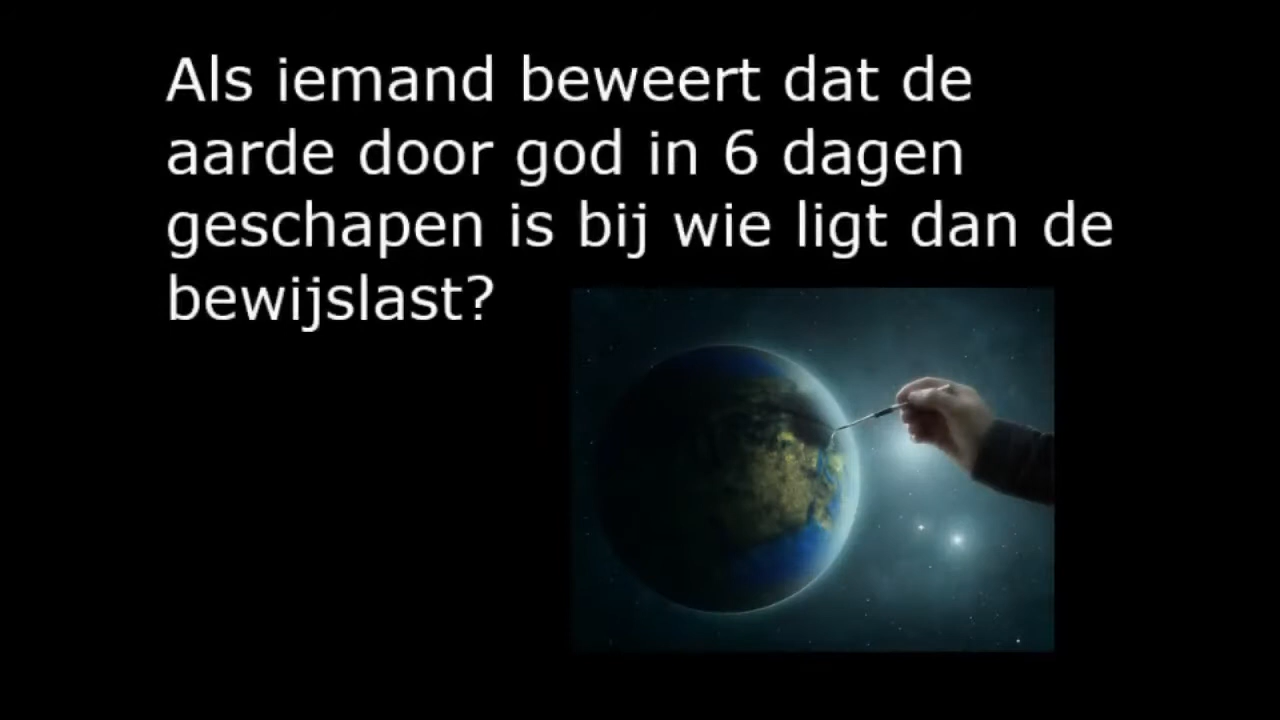 Als iemand beweert dat de
aarde door god in 6 dagen
geschapen is bij wie ligt dan de
bewijslast?